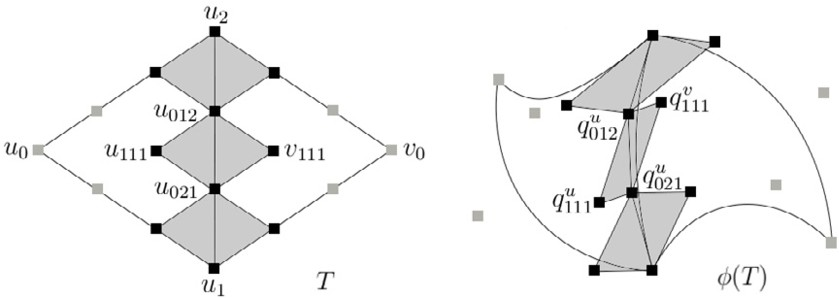 u_2
u_012
u_0 u_111 v_111 v_0
u_021
u_1 T
q^v_111
q^u_012
q^u_021
q^u_111
ϕ(T)